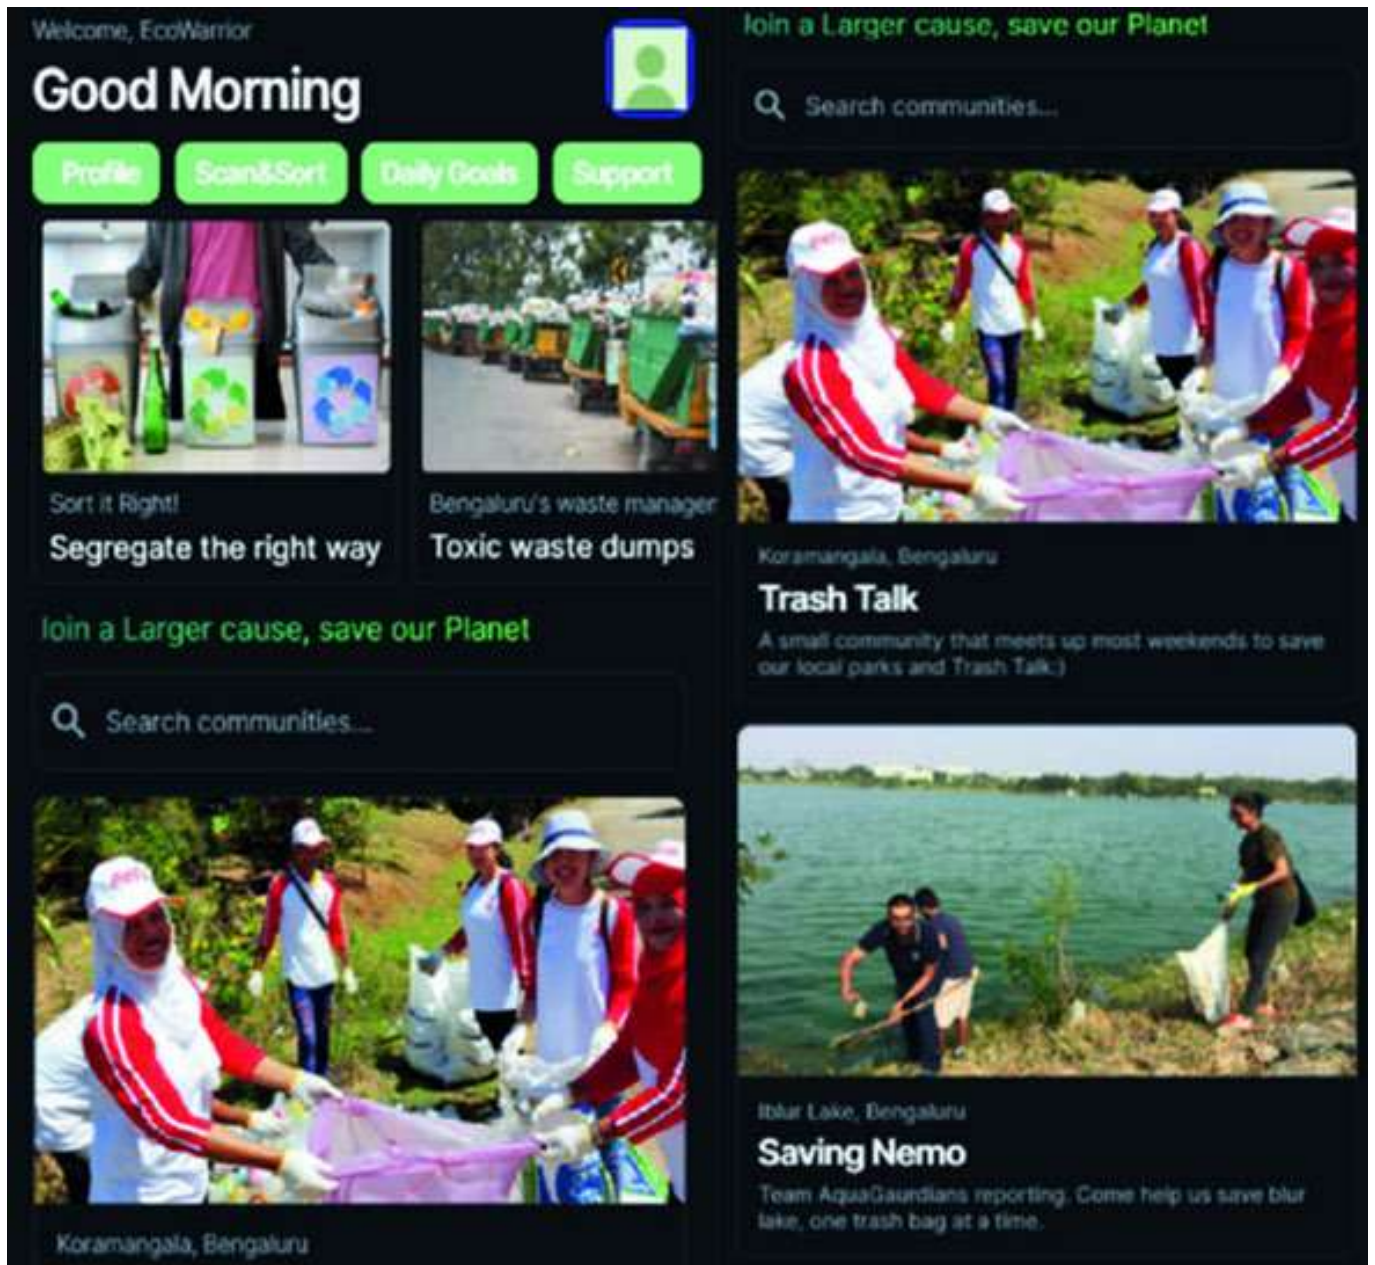 Welcome, EcoWarrior
Good Morning
Profile
Scan&Sort
Daily Goals
Support
Sort it Right!
Segregate the right way
Bengaluru's waste manager
Toxic waste dumps
Join a Larger cause, save our Planet
Search communities...
Koramangala, Bengaluru
Join a Larger cause, save our Planet
Search communities...
Koramangala, Bengaluru
Trash Talk
A small community that meets up most weekends to save
our local parks and Trash Talk:)
Iblur Lake, Bengaluru
Saving Nemo
Team AquaGaurdians reporting. Come help us save blur
lake, one trash bag at a time.